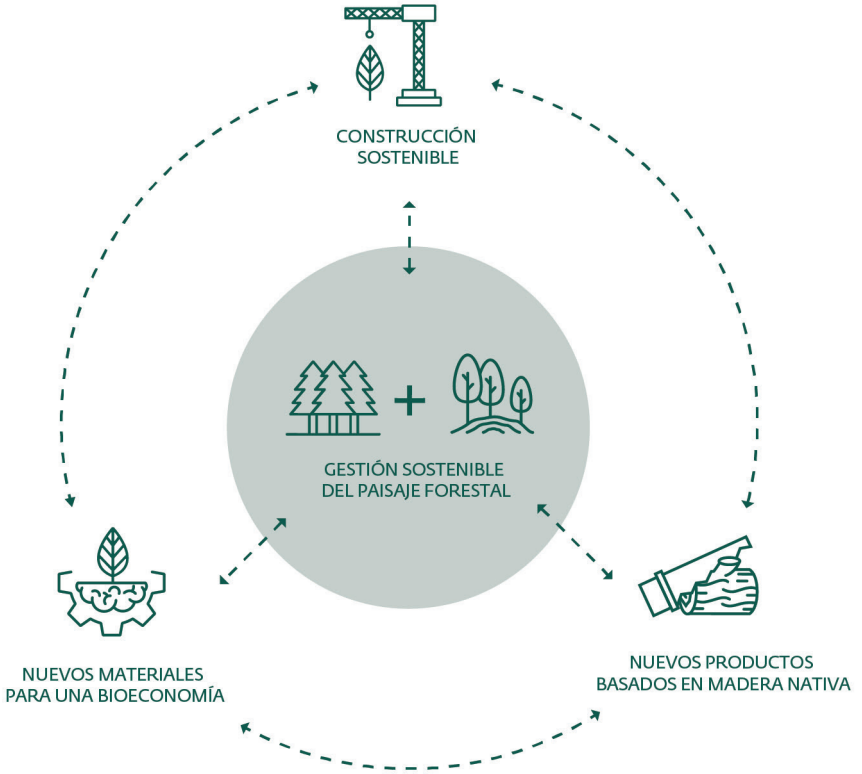 CONSTRUCCIÓN
SOSTENIBLE
GESTIÓN SOSTENIBLE
DEL PAISAJE FORESTAL
NUEVOS MATERIALES
PARA UNA BIOECONOMÍA
NUEVOS PRODUCTOS
BASADOS EN MADERA NATIVA